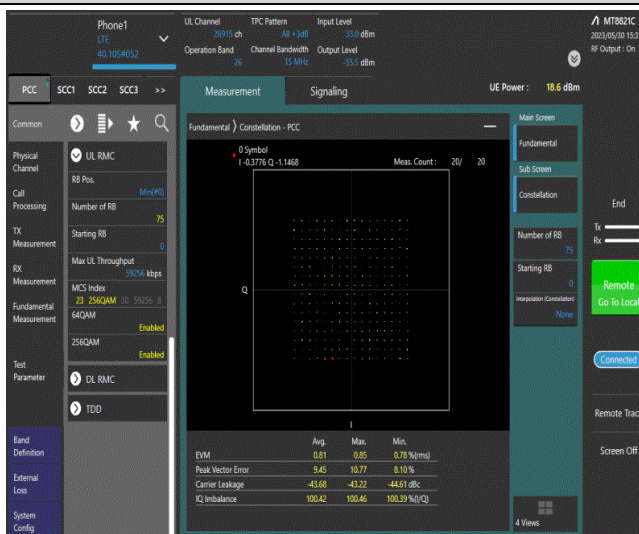 Phone1
LTE
40.105#052
UL Channel
26915 ch
TPC Pattern
All +3dB
Input Level
33.0 dBm
Operation Band
26
Channel Bandwidth
15 MHz
Output Level
-55.5 dBm
MT8821C
2023/05/30 15:3
RF Output : On
PCC
SCC1
SCC2
SCC3
>>
Measurement
Signaling
UE Power : 18.6 dBm
Common
Physical
Channel
Call
Processing
TX
Measurement
RX
Measurement
Fundamental
Measurement
Test
Parameter
Band
Definition
External
Loss
System
Config
UL RMC
RB Pos.
Min(#0)
Number of RB
75
Starting RB
0
Max UL Throughput
59256 kbps
MCS Index
23 256QAM 30 59256 8
64QAM
Enabled
256QAM
Enabled
DL RMC
TDD
Fundamental 〉 Constellation - PCC
0 Symbol
I -0.3776 Q -1.1468
Meas. Count : 20/ 20
Q
I
Avg. Max. Min.
EVM 0.81 0.85 0.78 %(rms)
Peak Vector Error 9.45 10.77 8.10 %
Carrier Leakage -43.68 -43.22 -44.61 dBc
IQ Imbalance 100.42 100.46 100.39 %(I/Q)
Main Screen
Fundamental
Sub Screen
Constellation
Number of RB
75
Starting RB
0
Interpolation (Constellation)
None
4 Views
End
Tx
Rx
Remote
Go To Local
Connected
Remote Trac
Screen Off